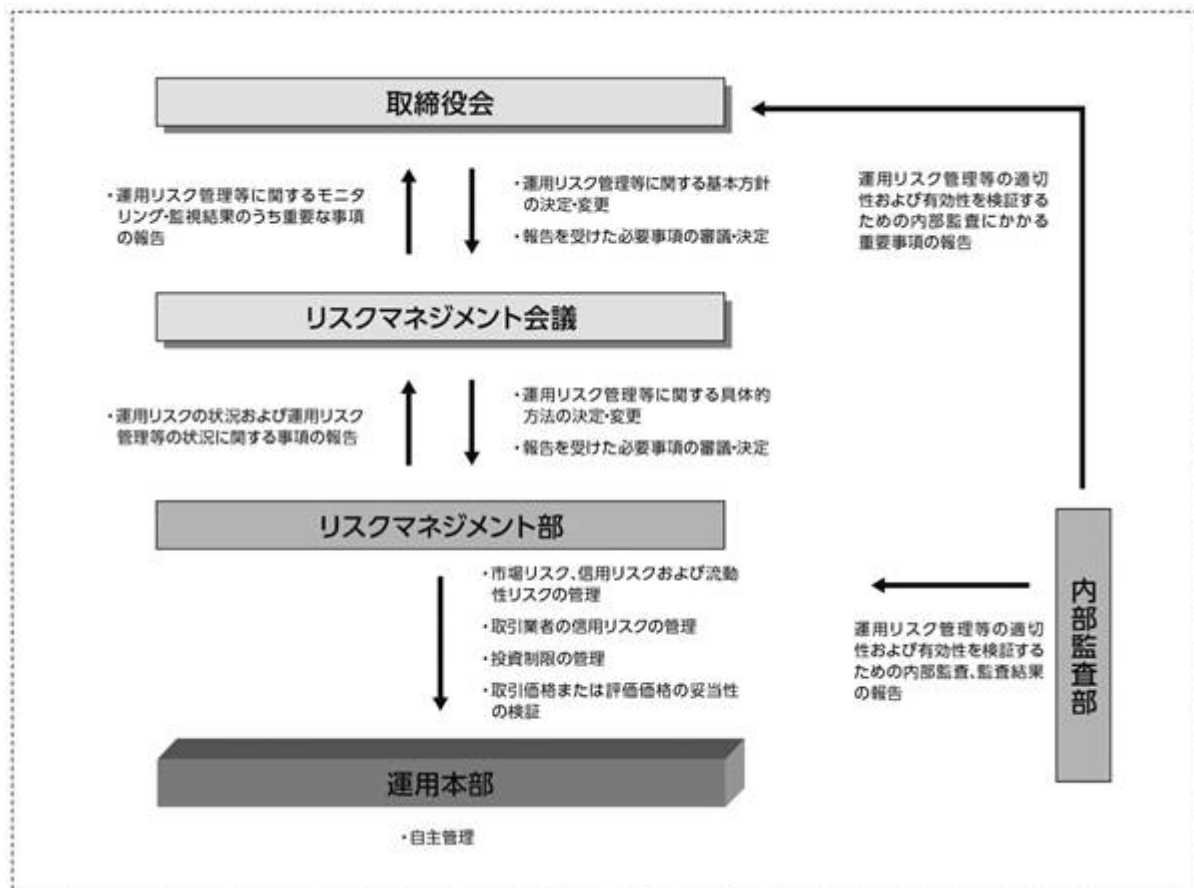 取締役会
・運用リスク管理等に関するモニタ
リング・監視結果のうち重要な事項
の報告
・運用リスク管理等に関する基本方針
の決定・変更
・報告を受けた必要事項の審議・決定
運用リスク管理等の適切
性および有効性を検証する
ための内部監査にかかる
重要事項の報告
リスクマネジメント会議
・運用リスクの状況および運用リスク
管理等の状況に関する事項の報告
・運用リスク管理等に関する具体的
方法の決定・変更
・報告を受けた必要事項の審議・決定
リスクマネジメント部
・市場リスク、信用リスクおよび流動
性リスクの管理
・取引業者の信用リスクの管理
・投資制限の管理
・取引価格または評価価格の妥当性
の検証
運用リスク管理等の適切
性および有効性を検証する
ための内部監査、監査結果
の報告
内部監査部
運用本部
・自主管理